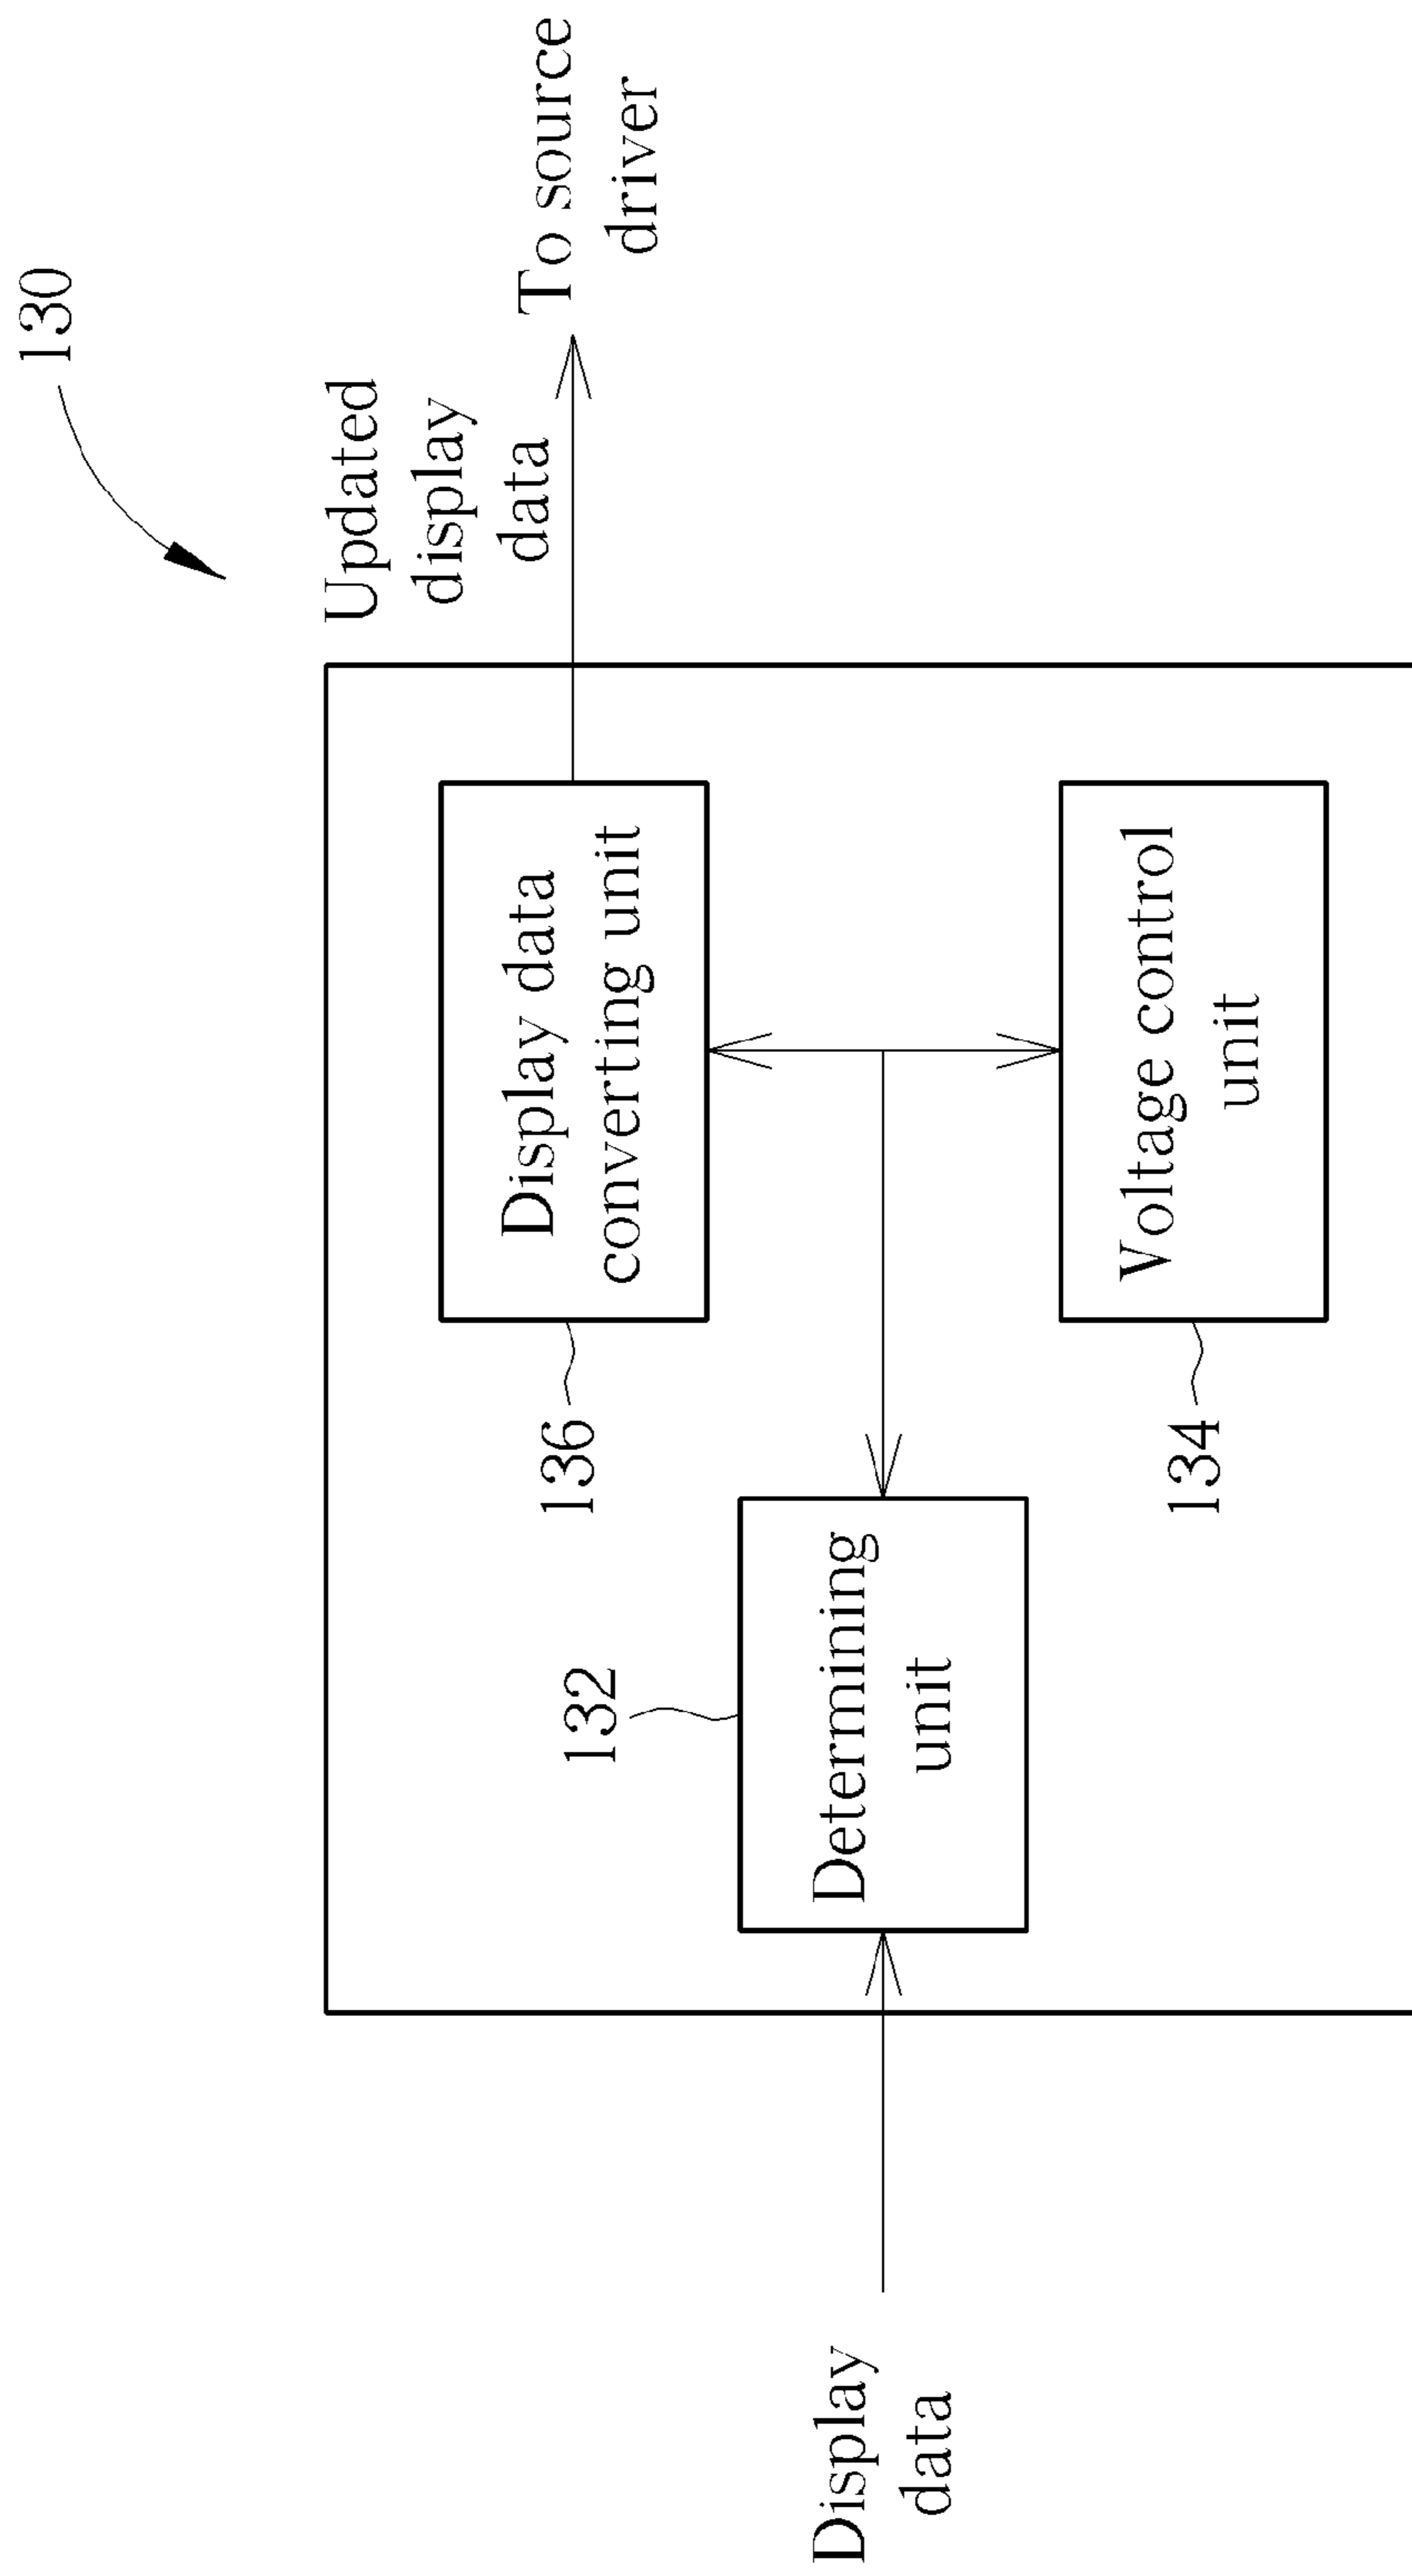 130
Updated
display
data
To source
driver
136
Display data
converting unit
132
Determining
unit
Display
data
134
Voltage control
unit